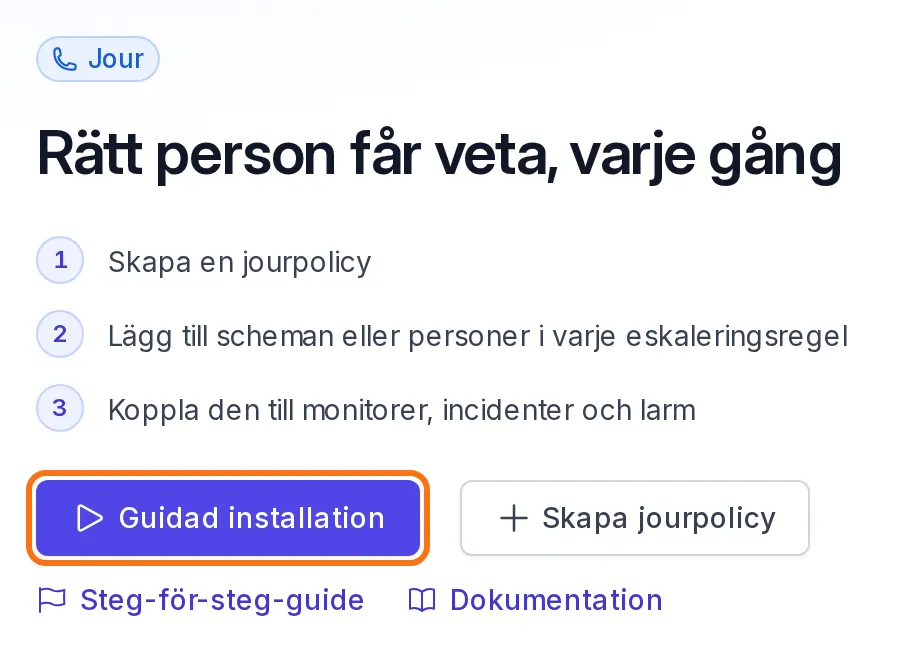 Jour
Rätt person får veta, varje gång
1 Skapa en jourpolicy
2 Lägg till scheman eller personer i varje eskaleringsregel
3 Koppla den till monitorer, incidenter och larm
Guidad installation
Skapa jourpolicy
Steg-för-steg-guide
Dokumentation